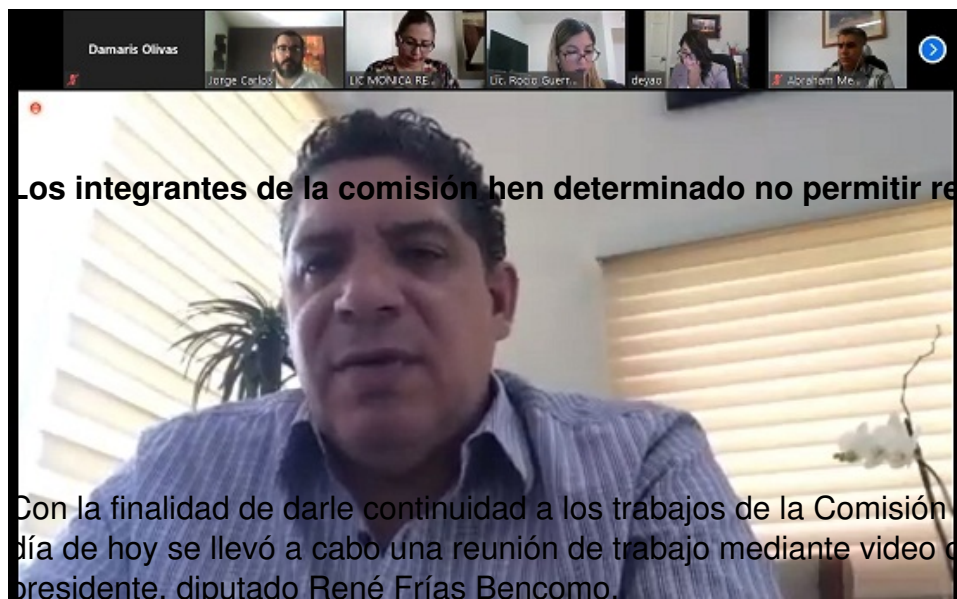 Damaris Olivas
Jorge Carlos
LIC MONICA RE...
Lic. Rocio Guerr...
deyao
Abraham Me...
Los integrantes de la comisión hen determinado no permitir re
Con la finalidad de darle continuidad a los trabajos de la Comisión
día de hoy se llevó a cabo una reunión de trabajo mediante video
presidente, diputado René Frías Bencomo.